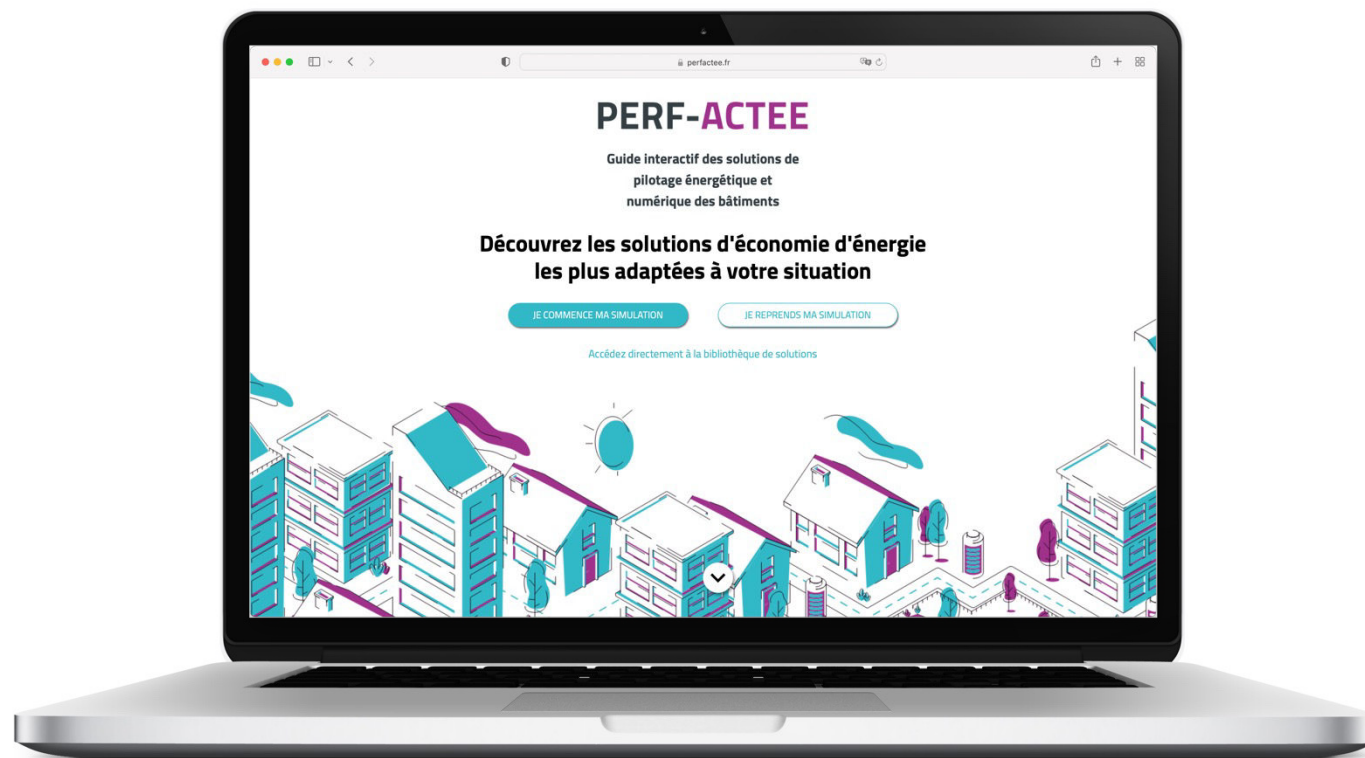 perfactee.fr
PERF-ACTEE
Guide interactif des solutions de
pilotage énergétique et
numérique des bâtiments
Découvrez les solutions d'économie d'énergie
les plus adaptées à votre situation
JE COMMENCE MA SIMULATION
JE REPRENDS MA SIMULATION
Accédez directement à la bibliothèque de solutions